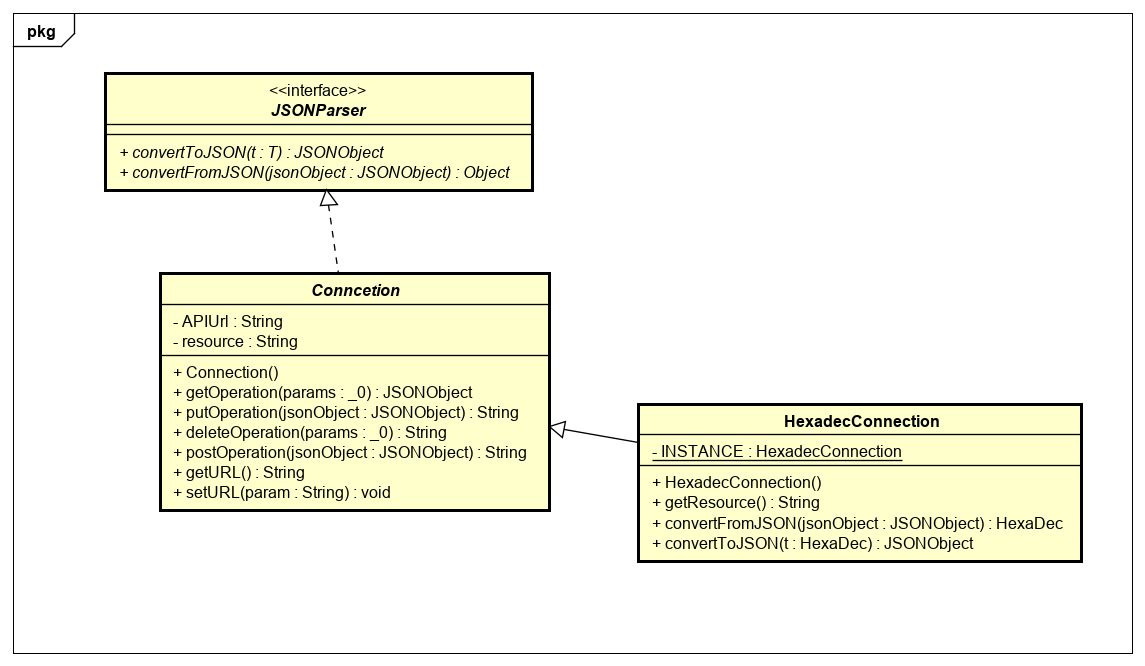 pkg
<<interface>>
JSONParser
+ convertToJSON(t : T) : JSONObject
+ convertFromJSON(jsonObject : JSONObject) : Object
Conncetion
- APIUrl : String
- resource : String
+ Connection()
+ getOperation(params : _0) : JSONObject
+ putOperation(jsonObject : JSONObject) : String
+ deleteOperation(params : _0) : String
+ postOperation(jsonObject : JSONObject) : String
+ getURL() : String
+ setURL(param : String) : void
HexadecConnection
- INSTANCE : HexadecConnection
+ HexadecConnection()
+ getResource() : String
+ convertFromJSON(jsonObject : JSONObject) : HexaDec
+ convertToJSON(t : HexaDec) : JSONObject